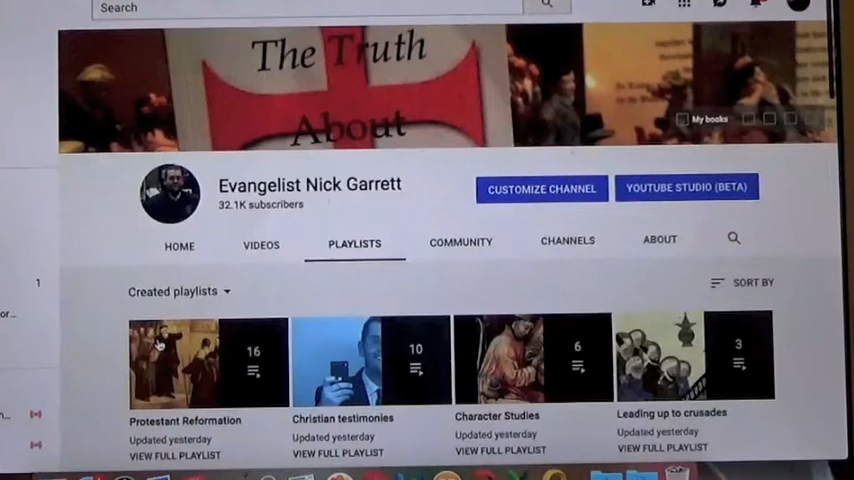 Search
The Truth
About
My books
Evangelist Nick Garrett
32.1K subscribers
CUSTOMIZE CHANNEL
YOUTUBE STUDIO (BETA)
HOME
VIDEOS
PLAYLISTS
COMMUNITY
CHANNELS
ABOUT
1
Created playlists
SORT BY
or...
16
10
6
3
Protestant Reformation
Updated yesterday
VIEW FULL PLAYLIST
Christian testimonies
Updated yesterday
VIEW FULL PLAYLIST
Character Studies
Updated yesterday
VIEW FULL PLAYLIST
Leading up to crusades
Updated yesterday
VIEW FULL PLAYLIST